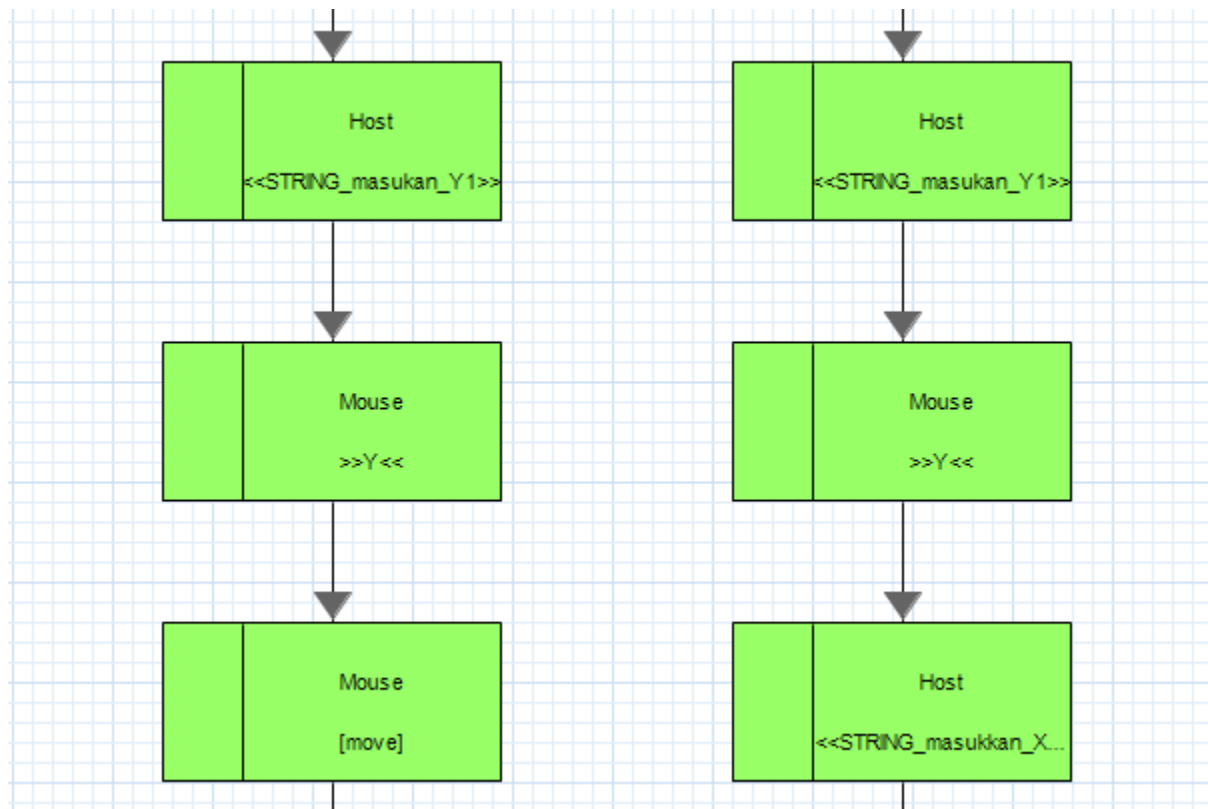 Host
<<STRING_masukan_Y1>>
Mouse
>>Y<<
Mouse
[move]
Host
<<STRING_masukan_Y1>>
Mouse
>>Y<<
Host
<<STRING_masukkan_X...